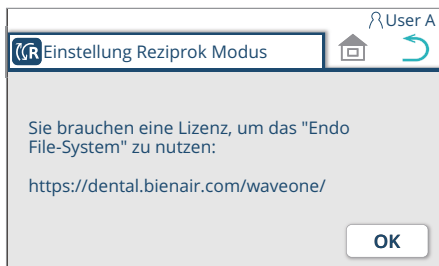 User A
R Einstellung Reziprok Modus
Sie brauchen eine Lizenz, um das "Endo
File-System" zu nutzen:
https://dental.bienair.com/waveone/
OK